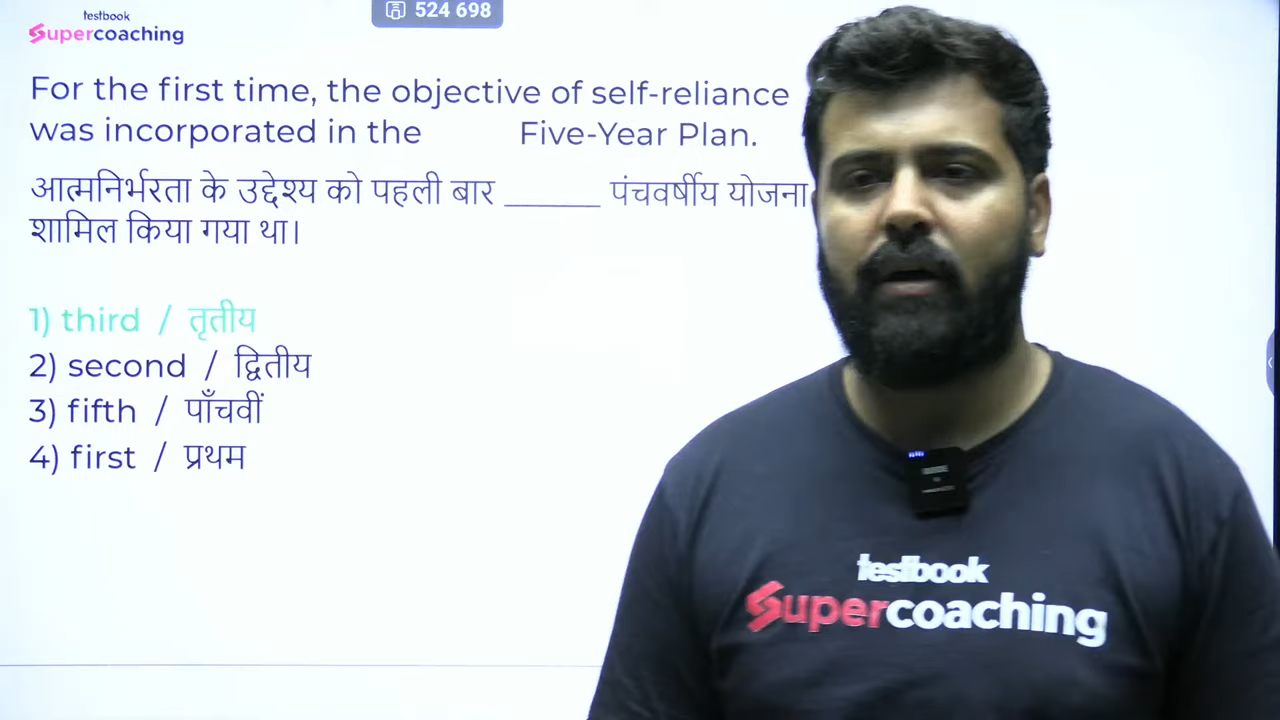 testbook
Supercoaching
524 698
For the first time, the objective of self-reliance
was incorporated in the Five-Year Plan.
आत्मनिर्भरता के उद्देश्य को पहली बार ______ पंचवर्षीय योजना
शामिल किया गया था।
1) third / तृतीय
2) second / द्वितीय
3) fifth / पाँचवीं
4) first / प्रथम
testbook
Supercoaching